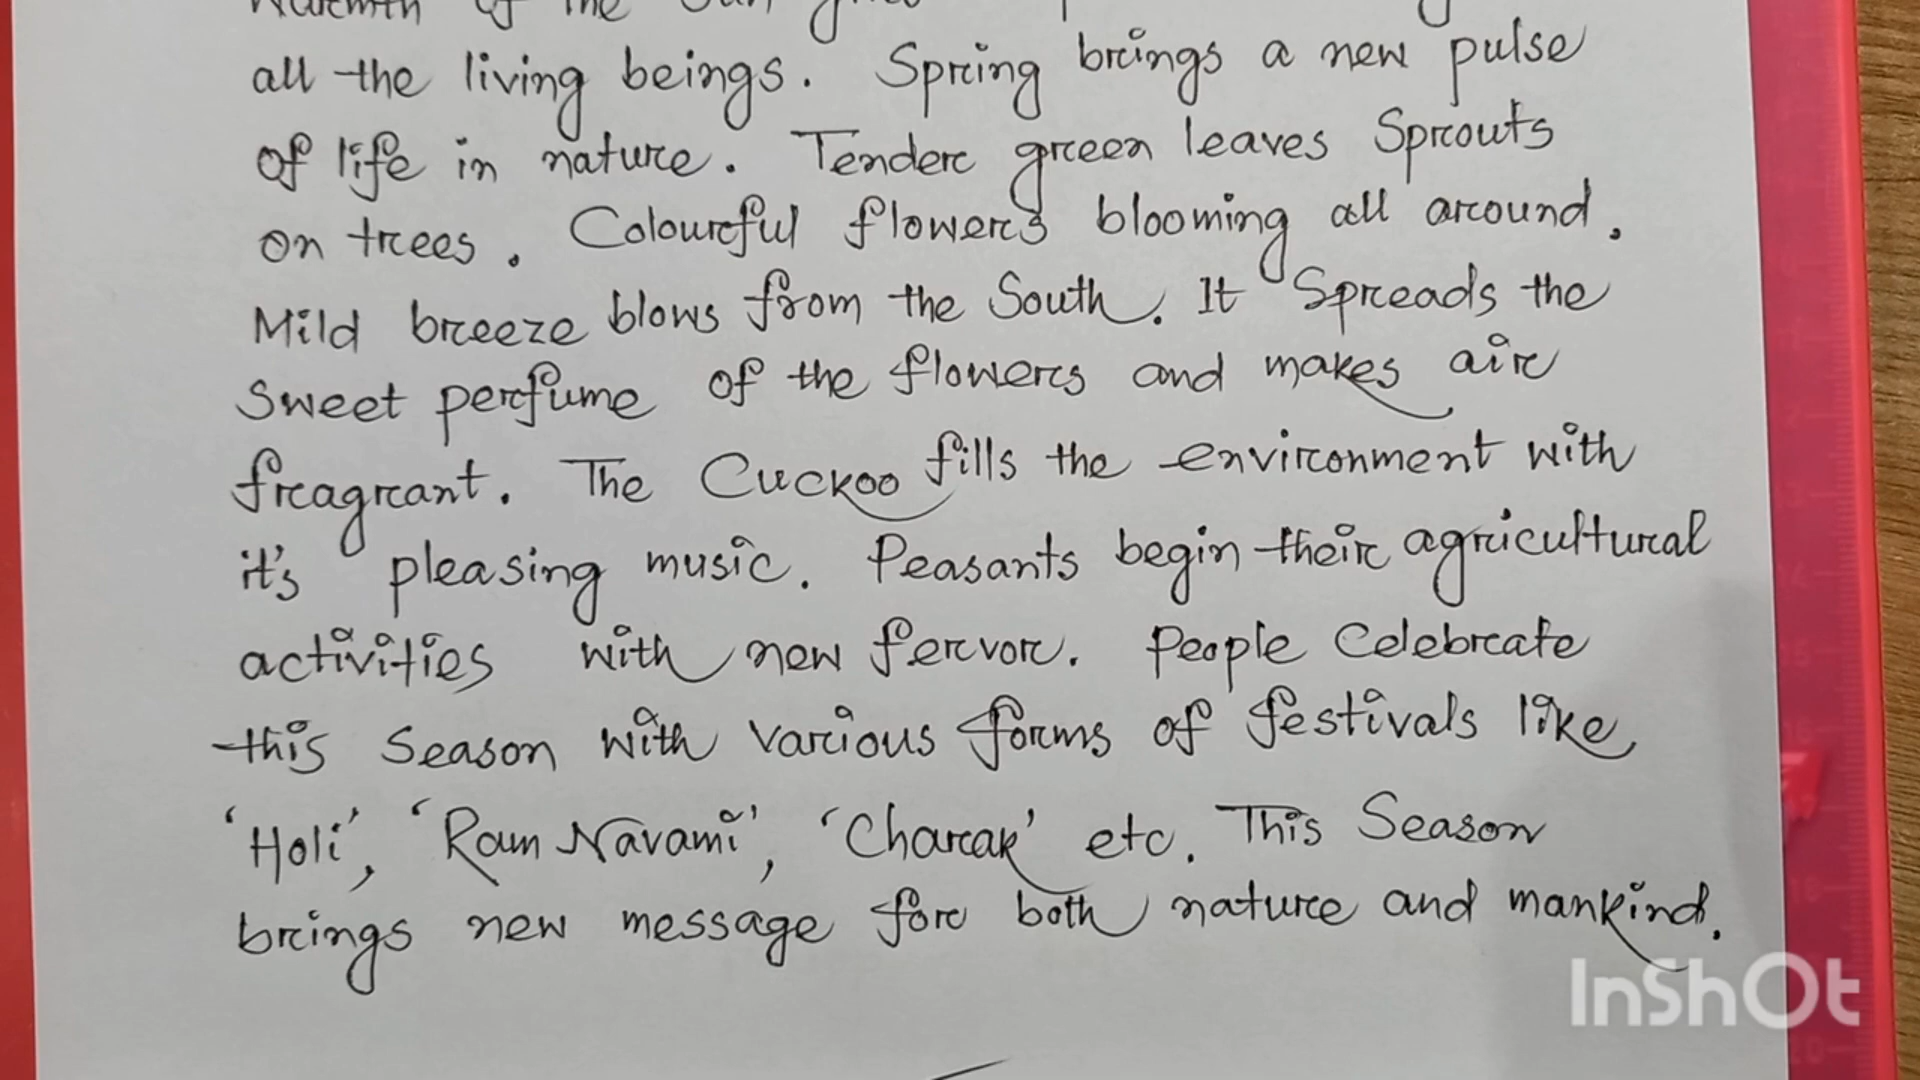 Warmth of the Sun
all the living beings. Spring brings a new pulse
of life in nature. Tender green leaves Sprouts
on trees. Colourful flowers blooming all around.
Mild breeze blows from the South. It Spreads the
Sweet perfume of the flowers and makes air
fragrant. The Cuckoo fills the environment with
it's pleasing music. Peasants begin their agricultural
activities with new fervor. People Celebrate
this Season with various forms of festivals like
'Holi', 'Ram Navami', 'Charak' etc. This Season
brings new message for both nature and mankind.
InShOt